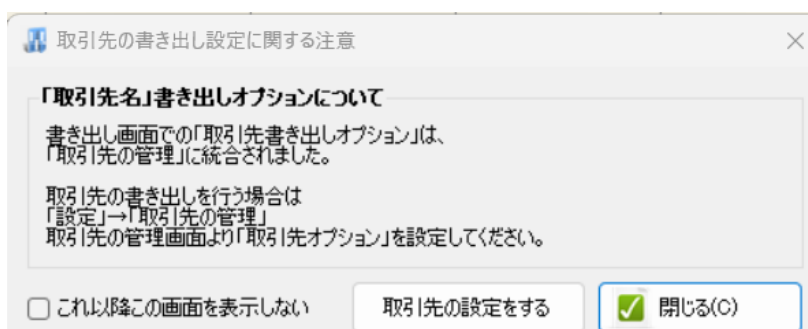 取引先の書き出し設定に関する注意
「取引先名」書き出しオプションについて
書き出し画面での「取引先書き出しオプション」は、
「取引先の管理」に統合されました。
取引先の書き出しを行う場合は
「設定」→「取引先の管理」
取引先の管理画面より「取引先オプション」を設定してください。
これ以降この画面を表示しない
取引先の設定をする
閉じる(C)